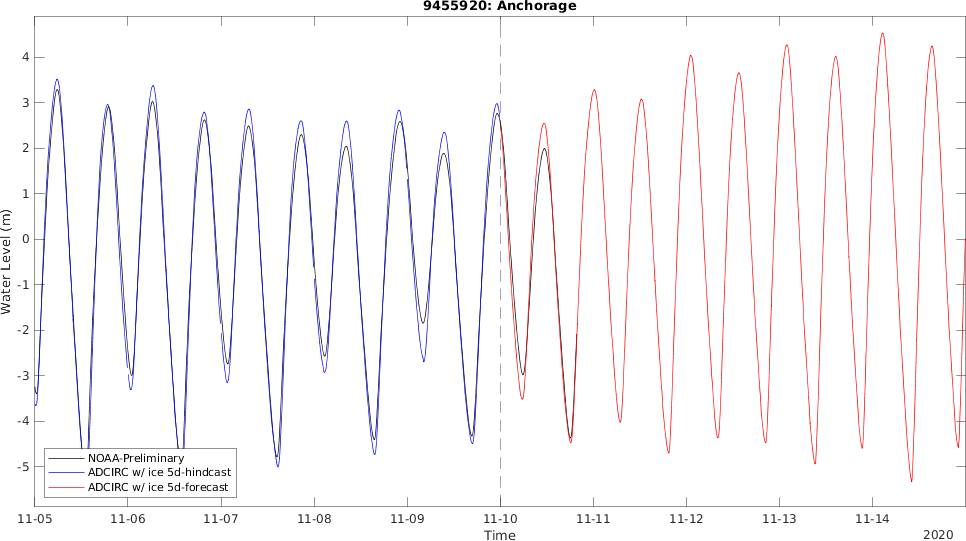 9455920: Anchorage
Water Level (m)
4
3
2
1
0
-1
-2
-3
-4
-5
NOAA-Preliminary
ADCIRC w/ ice 5d-hindcast
ADCIRC w/ ice 5d-forecast
11-05 11-06 11-07 11-08 11-09 11-10 11-11 11-12 11-13 11-14
Time
2020